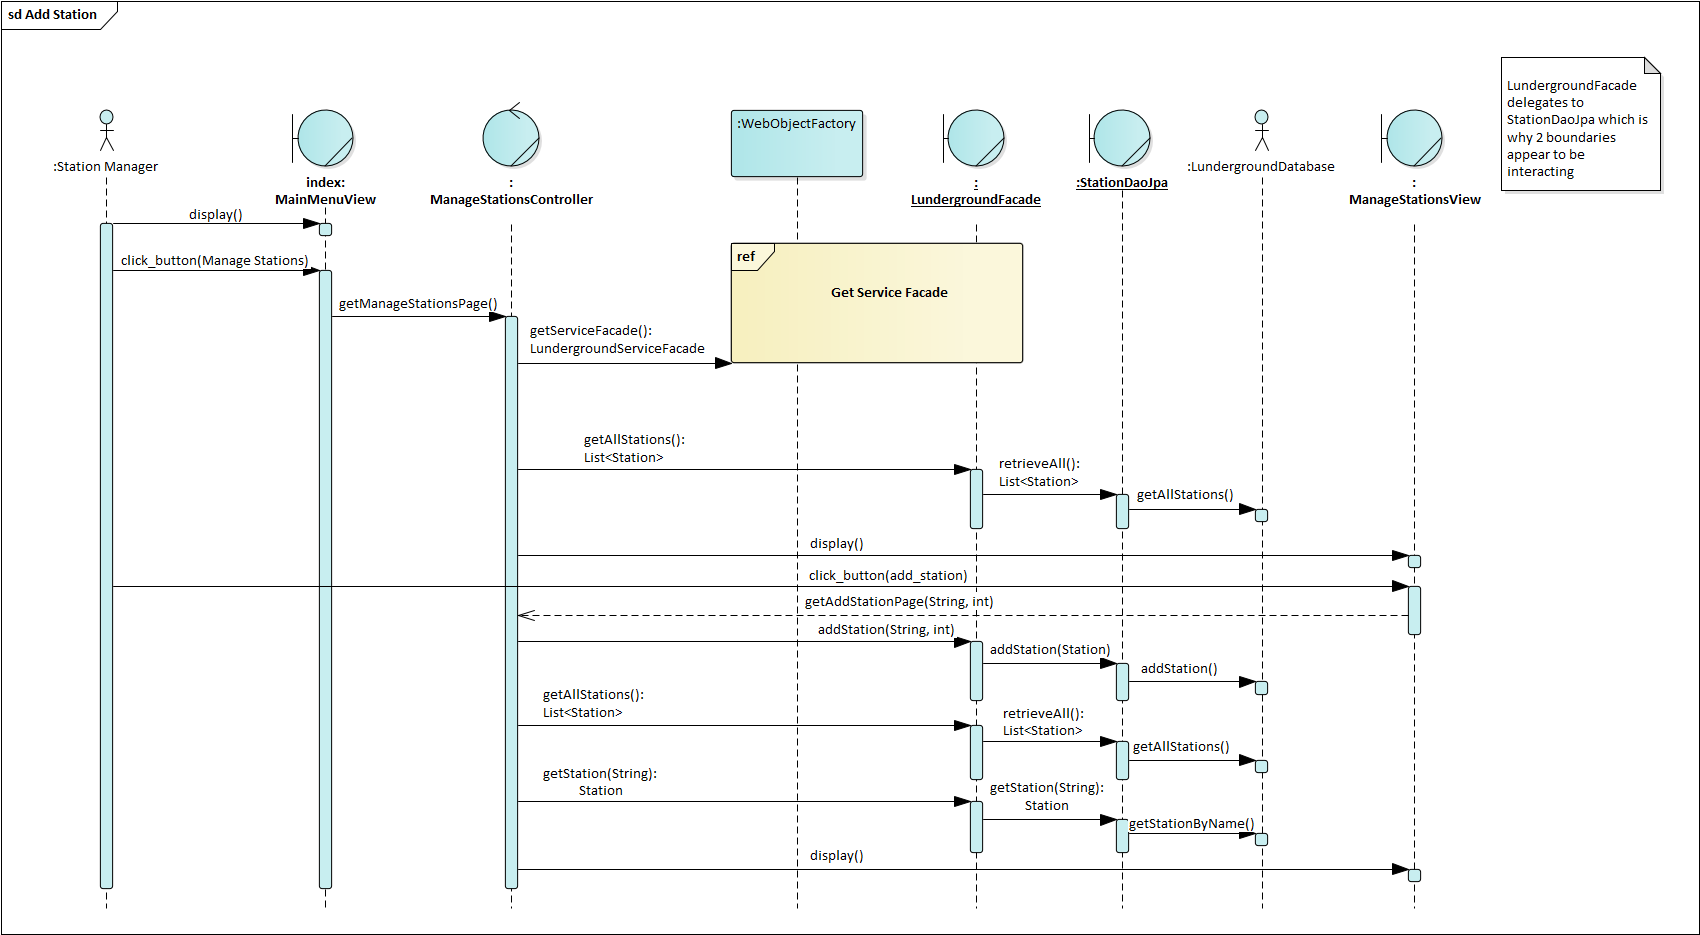 sd Add Station
LundergroundFacade
delegates to
StationDaoJpa which is
why 2 boundaries
appear to be
interacting
:Station Manager
index:
MainMenuView
:
ManageStationsController
:WebObjectFactory
:
LundergroundFacade
:StationDaoJpa
:LundergroundDatabase
:
ManageStationsView
display()
click_button(Manage Stations)
getManageStationsPage()
ref
Get Service Facade
getServiceFacade():
LundergroundServiceFacade
getAllStations():
List<Station>
retrieveAll():
List<Station>
getAllStations()
display()
click_button(add_station)
getAddStationPage(String, int)
addStation(String, int)
addStation(Station)
addStation()
getAllStations():
List<Station>
retrieveAll():
List<Station>
getAllStations()
getStation(String):
Station
getStation(String):
Station
getStationByName()
display()